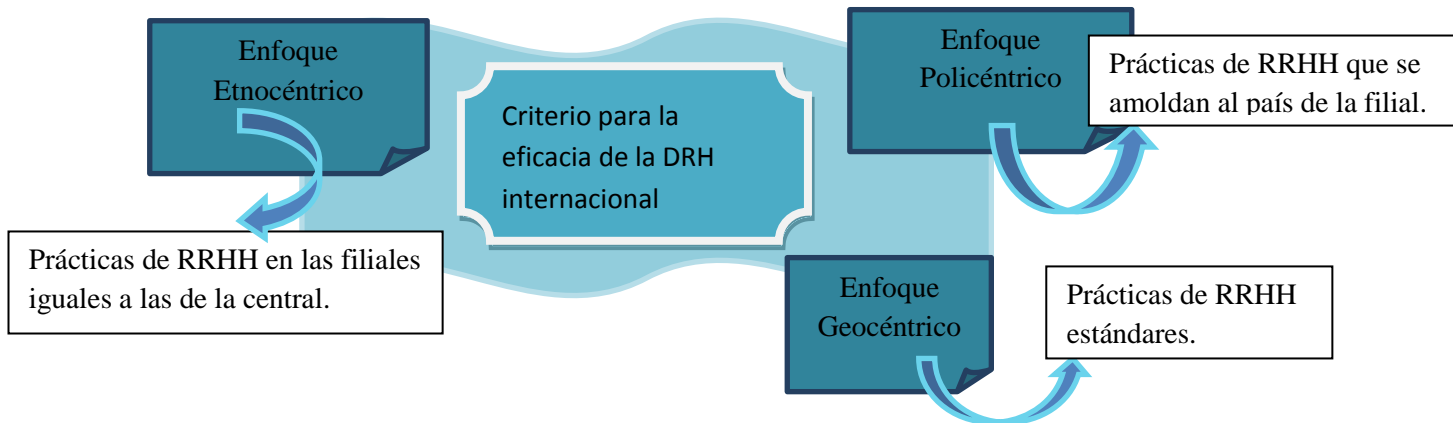 Enfoque
Etnocéntrico
Prácticas de RRHH en las filiales
iguales a las de la central.
Criterio para la
eficacia de la DRH
internacional
Enfoque
Policéntrico
Prácticas de RRHH que se
amoldan al país de la filial.
Enfoque
Geocéntrico
Prácticas de RRHH
estándares.